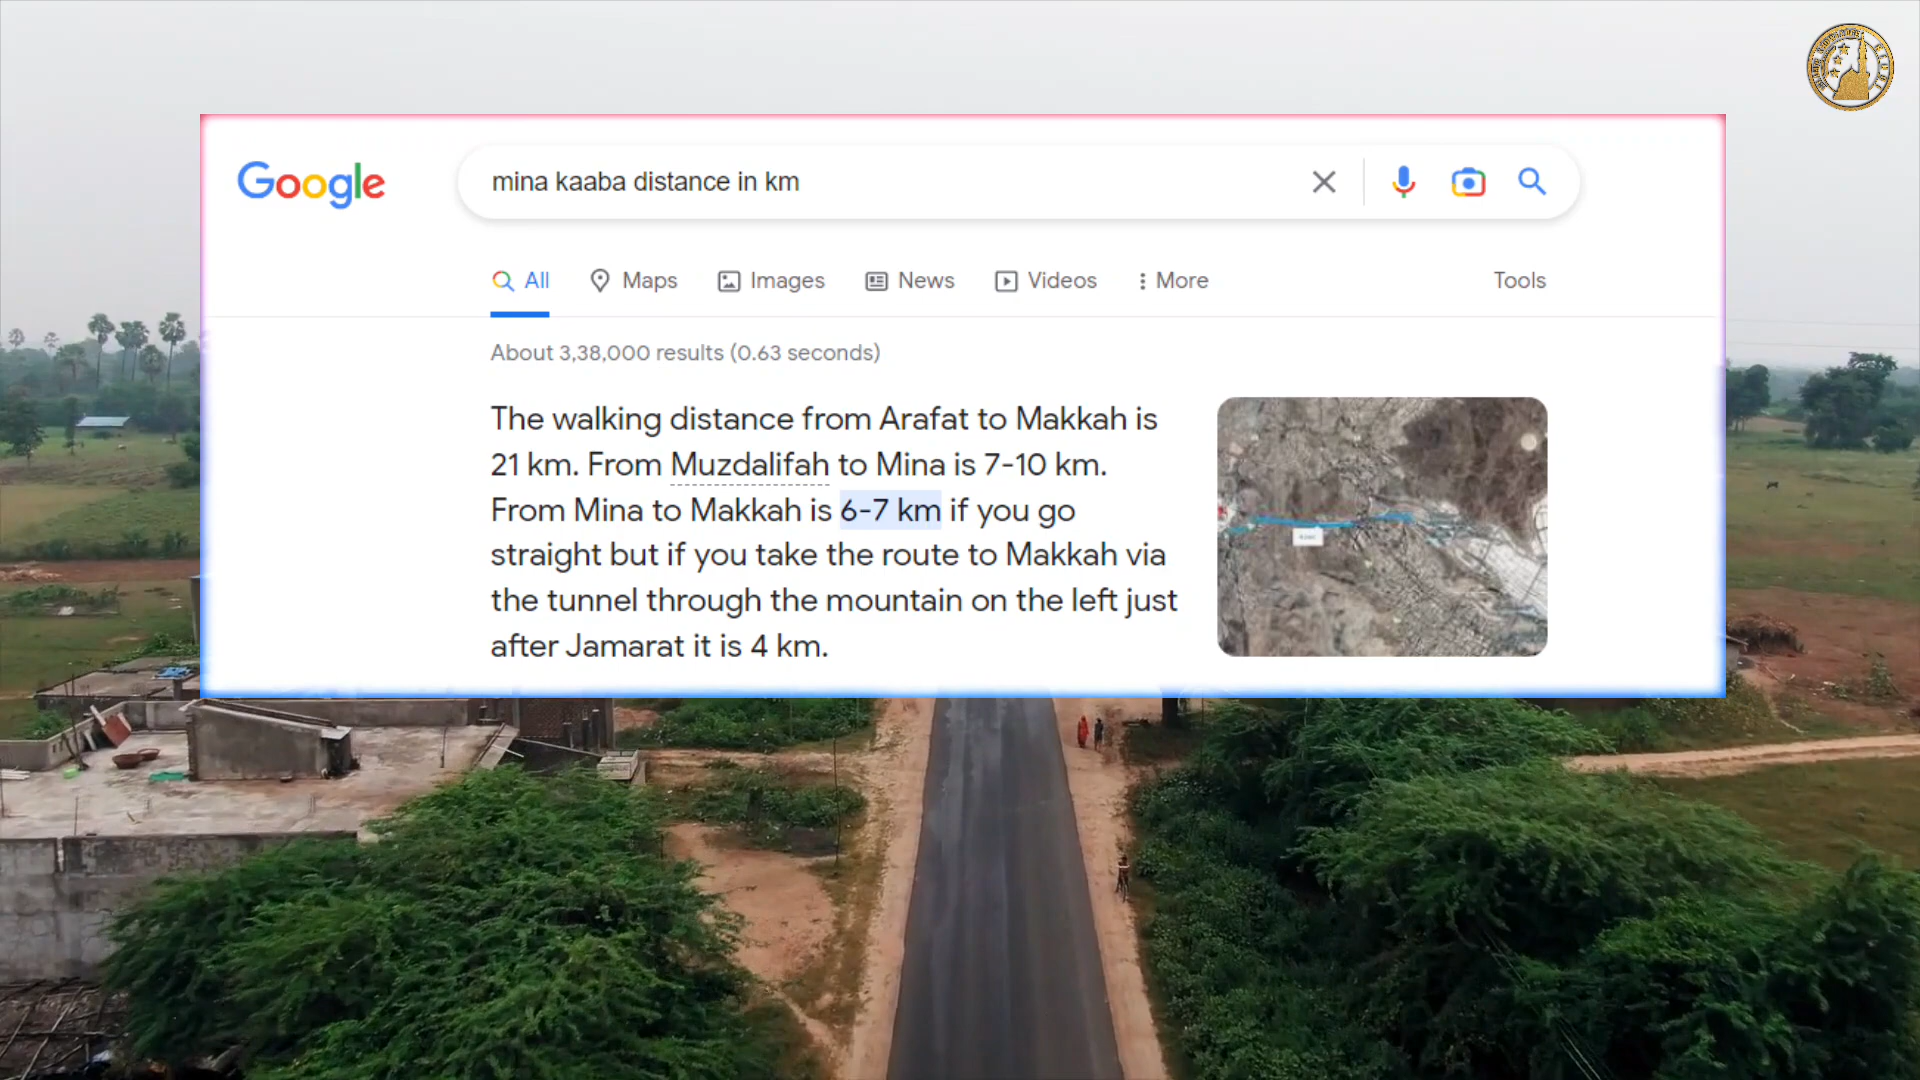 Google
mina kaaba distance in km
All
Maps
Images
News
Videos
More
Tools
About 3,38,000 results (0.63 seconds)
The walking distance from Arafat to Makkah is
21 km. From Muzdalifah to Mina is 7-10 km.
From Mina to Makkah is 6-7 km if you go
straight but if you take the route to Makkah via
the tunnel through the mountain on the left just
after Jamarat it is 4 km.